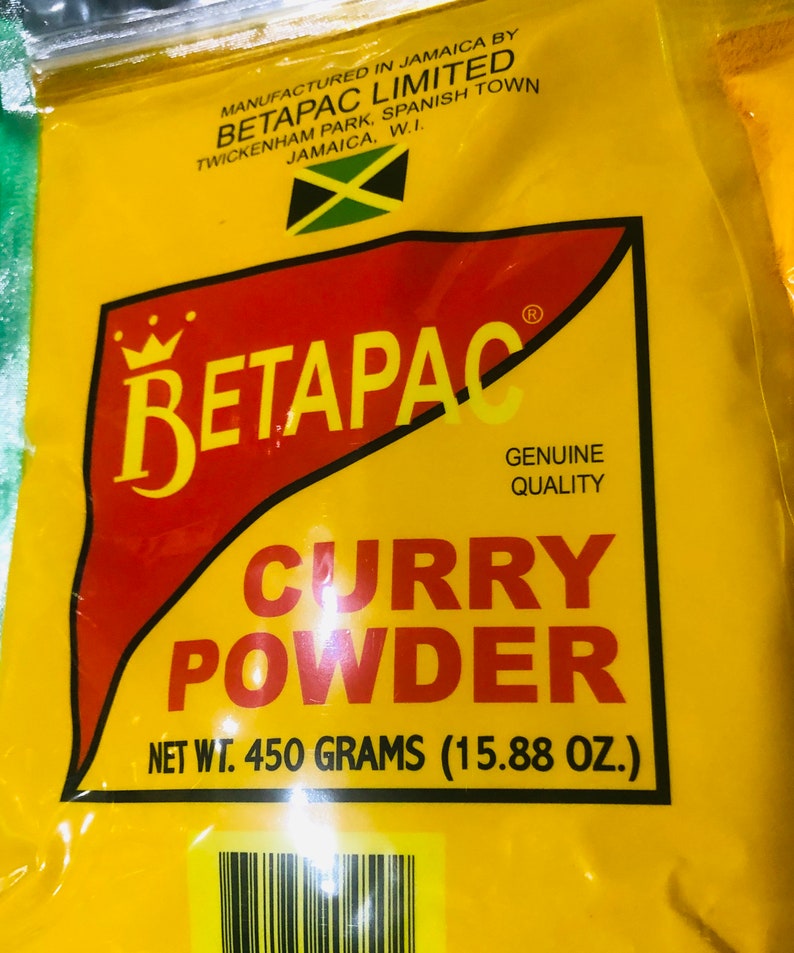 MANUFACTURED IN JAMAICA BY
BETAPAC LIMITED
TWICKENHAM PARK, SPANISH TOWN
JAMAICA, W.I.
BETAPAC®
GENUINE
QUALITY
CURRY
POWDER
NET WT. 450 GRAMS (15.88 OZ.)